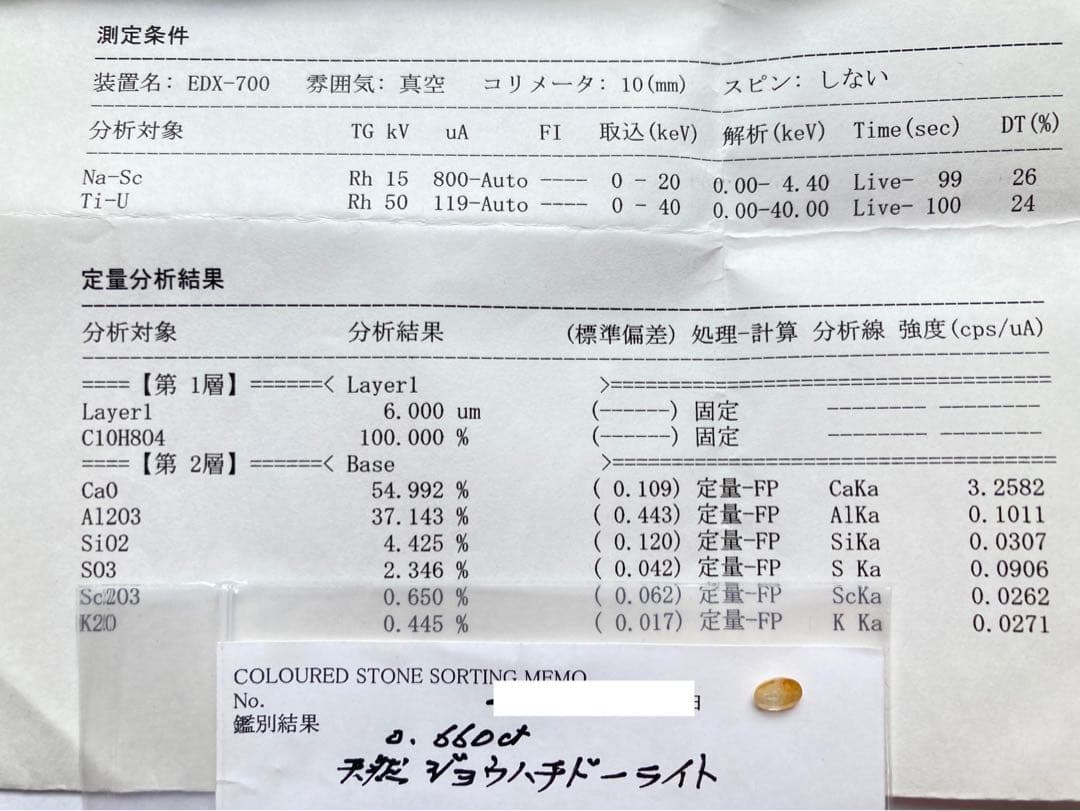 測定条件
装置名: EDX-700 雰囲気: 真空 コリメータ: 10(mm) スピン: しない
分析対象 TG kV uA FI 取込(keV) 解析(keV) Time(sec) DT(%)
Na-Sc Rh 15 800-Auto ---- 0 - 20 0.00- 4.40 Live- 99 26
Ti-U Rh 50 119-Auto ---- 0 - 40 0.00-40.00 Live- 100 24
定量分析結果
分析対象 分析結果 (標準偏差) 処理-計算 分析線 強度(cps/uA)
==== 【第 1層】 ======< Layer1 >===================================
Layer1 6.000 um (------) 固定 -------- --------
C10H8O4 100.000 % (------) 固定 -------- --------
==== 【第 2層】 ======< Base >===================================
CaO 54.992 % ( 0.109) 定量-FP CaKa 3.2582
Al2O3 37.143 % ( 0.443) 定量-FP AlKa 0.1011
SiO2 4.425 % ( 0.120) 定量-FP SiKa 0.0307
SO3 2.346 % ( 0.042) 定量-FP S Ka 0.0906
Sc2O3 0.650 % ( 0.062) 定量-FP ScKa 0.0262
K2O 0.445 % ( 0.017) 定量-FP K Ka 0.0271
COLOURED STONE SORTING MEMO
No.
鑑別結果
0.660ct
天然 ジョウハチドーライト